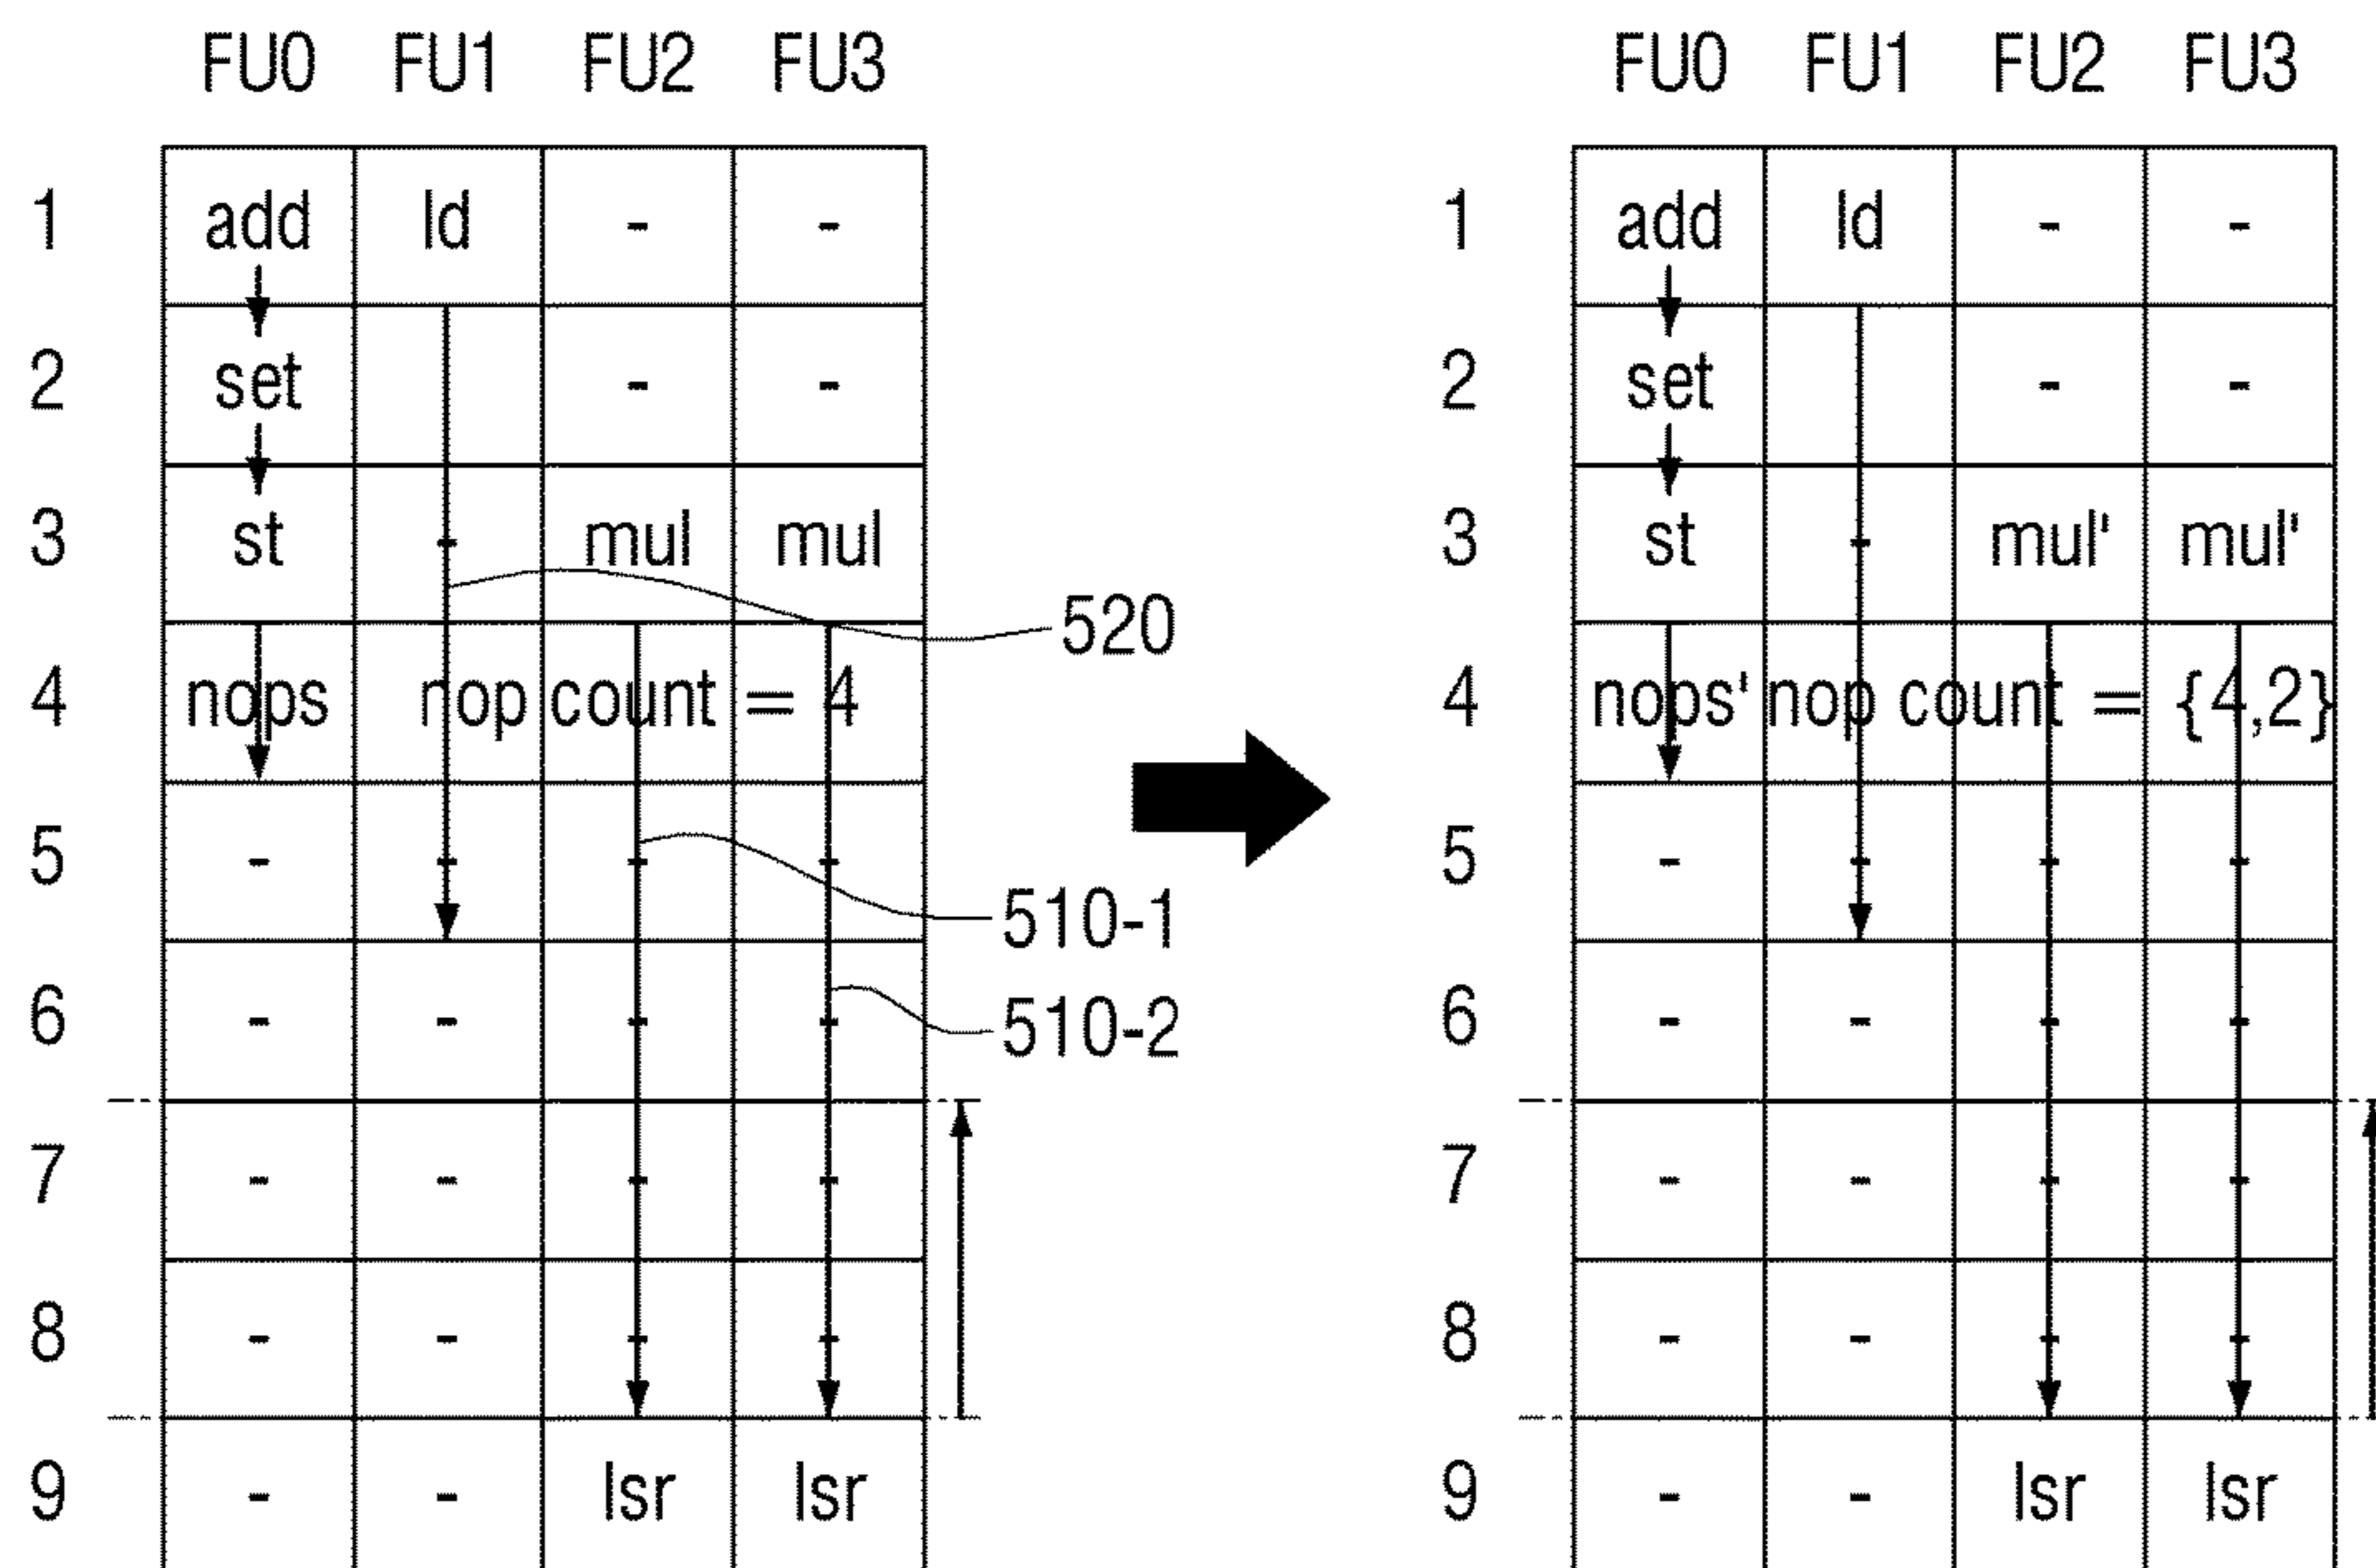 FU0 FU1 FU2 FU3 FU0 FU1 FU2 FU3
1 add ld - - 1 add ld - -
2 set - - 2 set - -
3 st - mul mul 3 st - mul' mul'
520
4 nops nop count = 4 4 nops' nop count = {4,2}
5 - - - - 5 - - - -
510-1
6 - - - - 6 - - - -
510-2
7 - - - - 7 - - - -
8 - - - - 8 - - - -
9 - - lsr lsr 9 - - lsr lsr